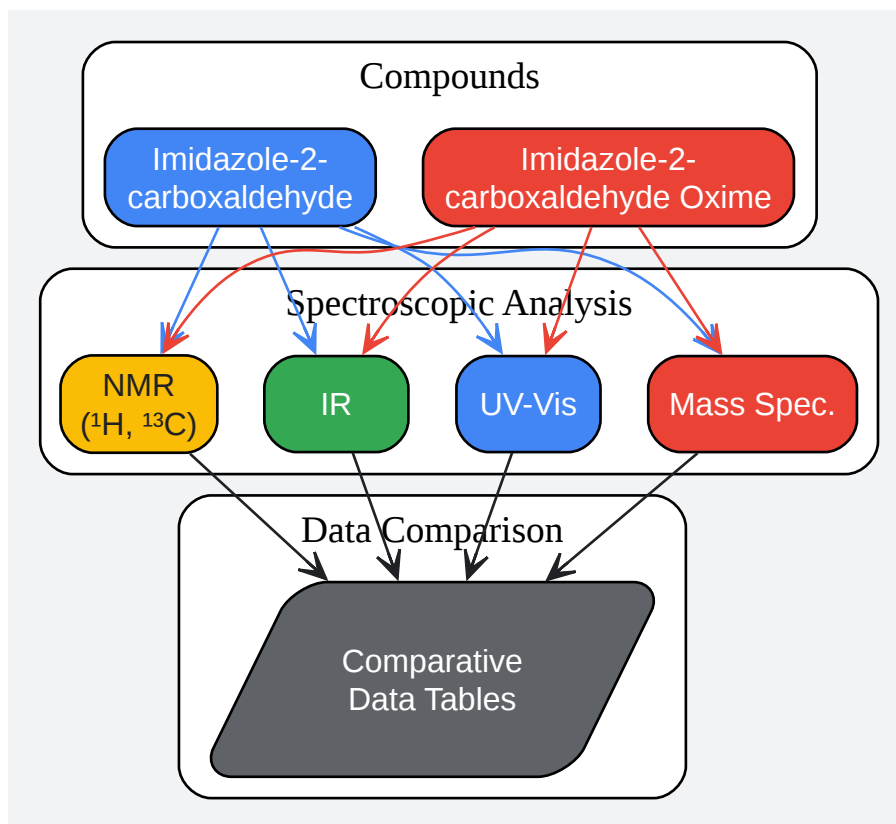 Compounds
Imidazole-2-
carboxaldehyde
Imidazole-2-
carboxaldehyde Oxime
Spectroscopic Analysis
NMR
(¹H, ¹³C)
IR
UV-Vis
Mass Spec.
Data Comparison
Comparative
Data Tables